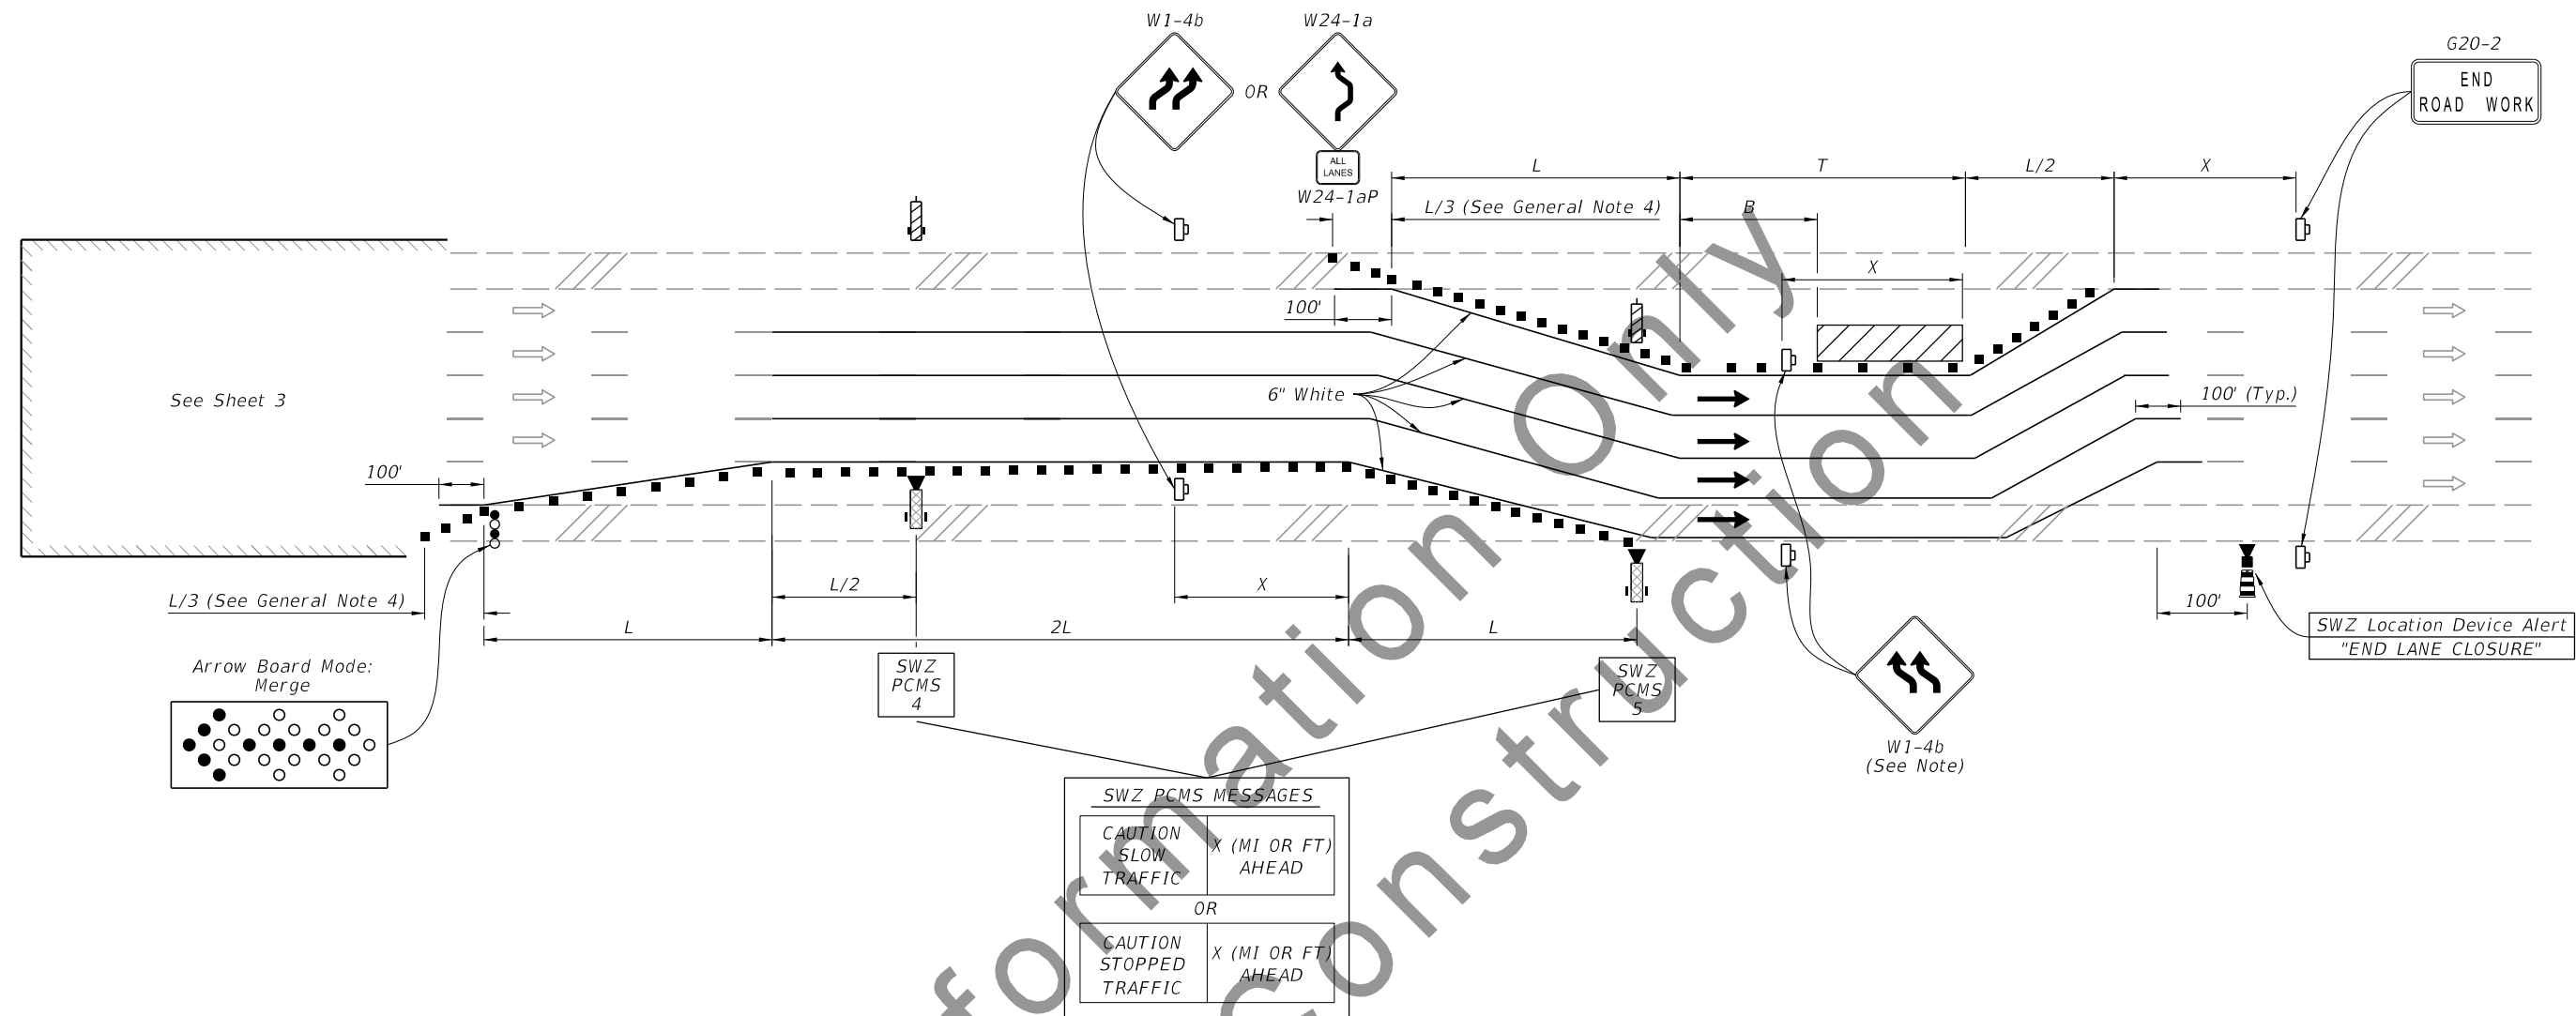 W1-4b
W24-1a
OR
ALL
LANES
W24-1aP
G20-2
END
ROAD WORK
L
T
L/2
X
L/3 (See General Note 4)
B
X
100'
See Sheet 3
6" White
100' (Typ.)
100'
L/3 (See General Note 4)
L/2
X
100'
L
2L
L
Arrow Board Mode:
Merge
SWZ
PCMS
4
SWZ
PCMS
5
SWZ Location Device Alert
"END LANE CLOSURE"
W1-4b
(See Note)
SWZ PCMS MESSAGES
CAUTION
SLOW
TRAFFIC
X (MI OR FT)
AHEAD
OR
CAUTION
STOPPED
TRAFFIC
X (MI OR FT)
AHEAD
formation Only
Construction